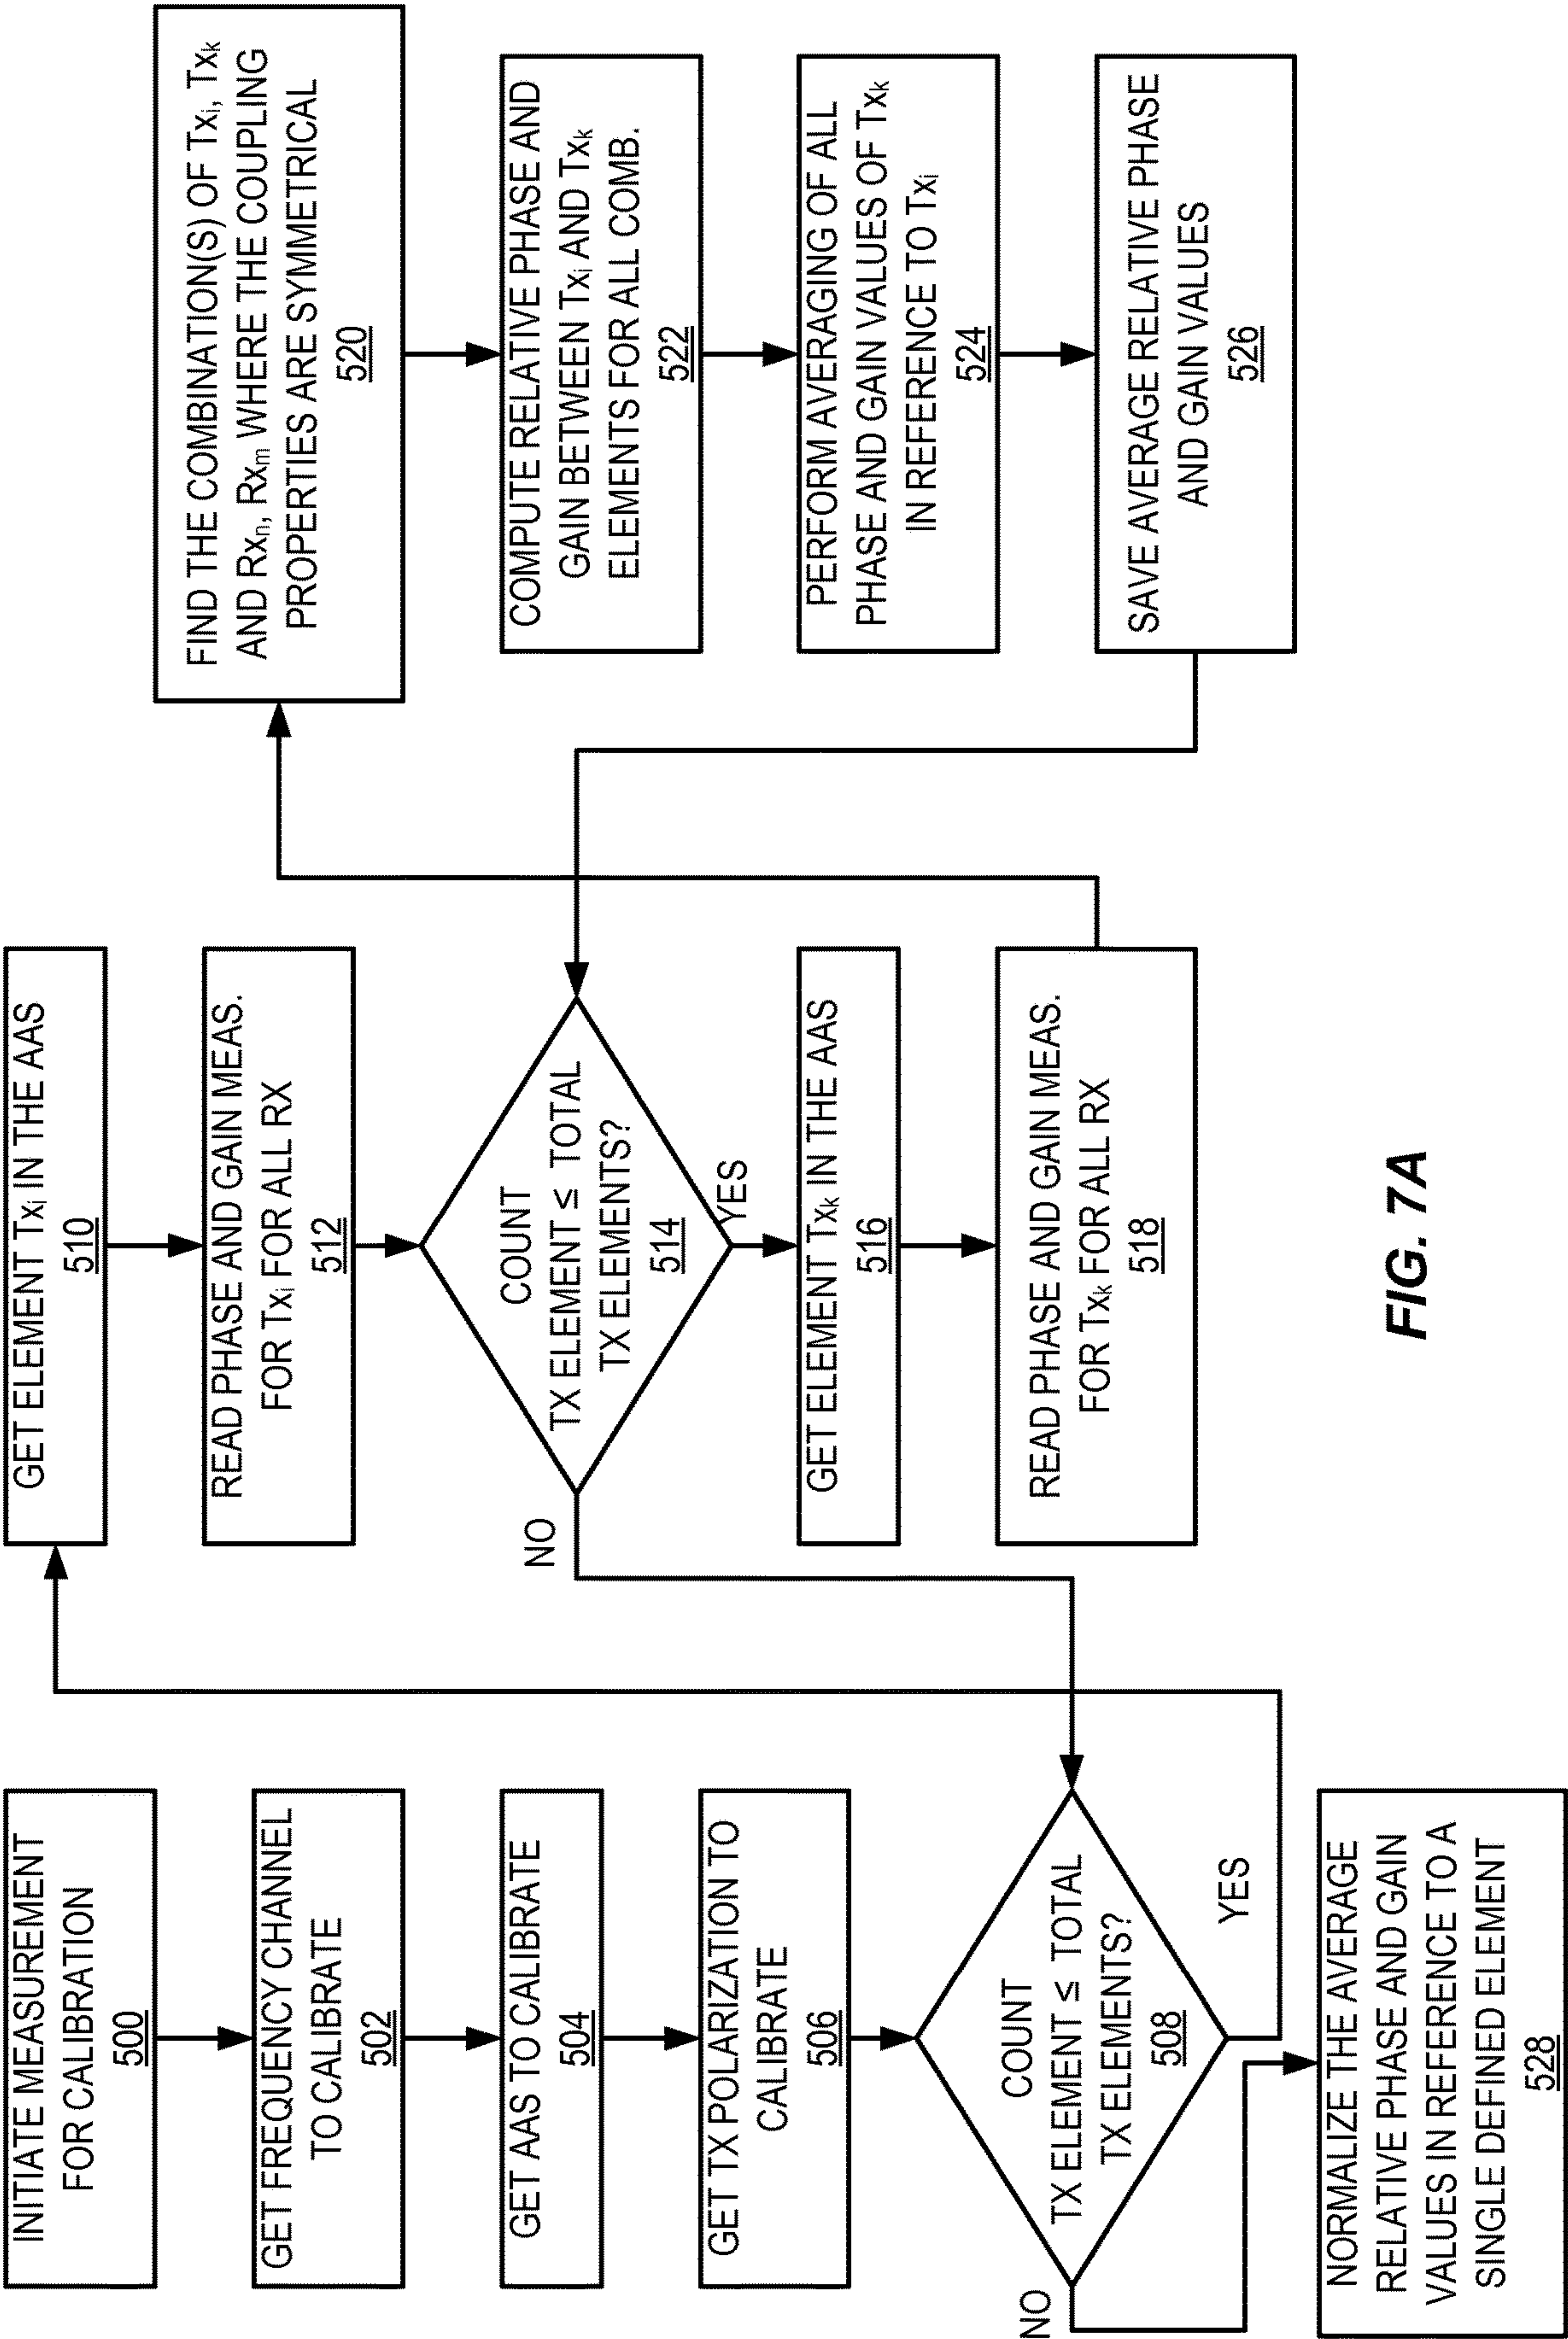 INITIATE MEASUREMENT
FOR CALIBRATION
500
GET FREQUENCY CHANNEL
TO CALIBRATE
502
GET AAS TO CALIBRATE
504
GET TX POLARIZATION TO
CALIBRATE
506
COUNT
TX ELEMENT ≤ TOTAL
TX ELEMENTS?
508
NO
YES
NORMALIZE THE AVERAGE
RELATIVE PHASE AND GAIN
VALUES IN REFERENCE TO A
SINGLE DEFINED ELEMENT
528
GET ELEMENT Txi IN THE AAS
510
READ PHASE AND GAIN MEAS.
FOR Txi FOR ALL RX
512
COUNT
TX ELEMENT ≤ TOTAL
TX ELEMENTS?
514
NO
YES
GET ELEMENT Txk IN THE AAS
516
READ PHASE AND GAIN MEAS.
FOR Txk FOR ALL RX
518
FIND THE COMBINATION(S) OF Txi, Txk
AND Rxn, Rxm WHERE THE COUPLING
PROPERTIES ARE SYMMETRICAL
520
COMPUTE RELATIVE PHASE AND
GAIN BETWEEN Txi AND Txk
ELEMENTS FOR ALL COMB.
522
PERFORM AVERAGING OF ALL
PHASE AND GAIN VALUES OF Txk
IN REFERENCE TO Txi
524
SAVE AVERAGE RELATIVE PHASE
AND GAIN VALUES
526
FIG. 7A